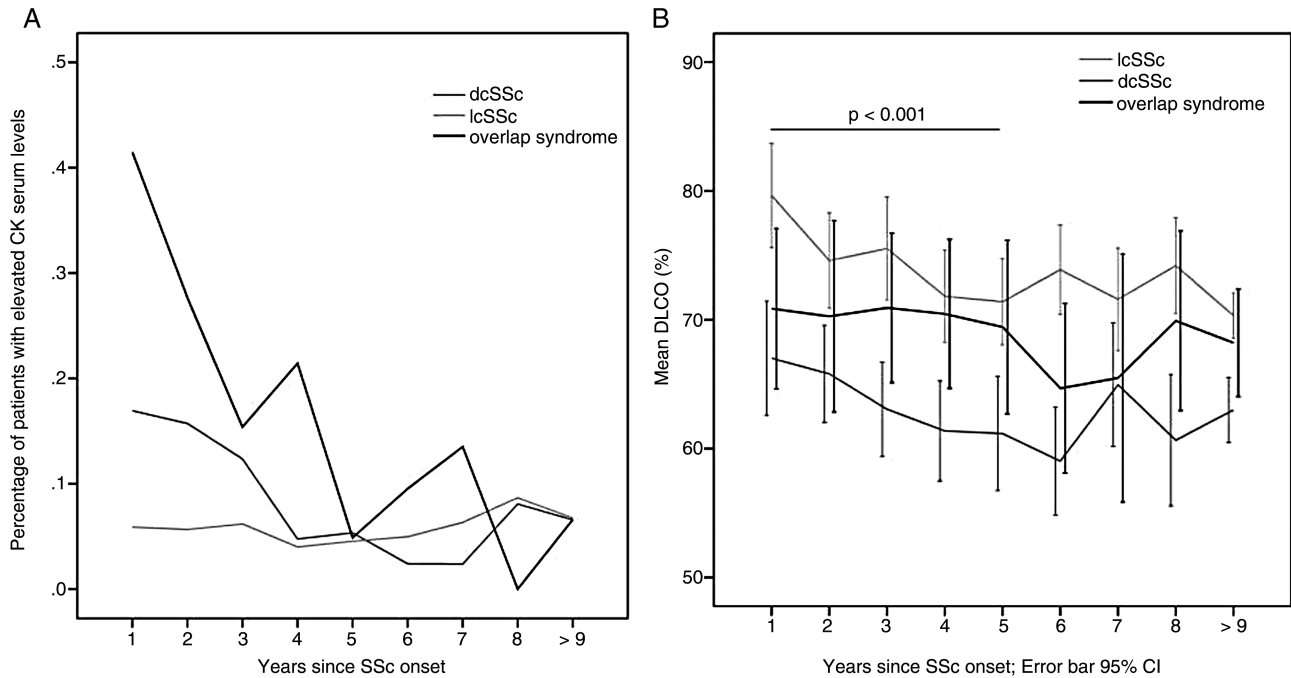 A
Percentage of patients with elevated CK serum levels
.5
.4
.3
.2
.1
.0
dcSSc
lcSSc
overlap syndrome
1 2 3 4 5 6 7 8 > 9
Years since SSc onset
B
Mean DLCO (%)
90
80
70
60
50
lcSSc
dcSSc
overlap syndrome
p < 0.001
1 2 3 4 5 6 7 8 > 9
Years since SSc onset; Error bar 95% CI